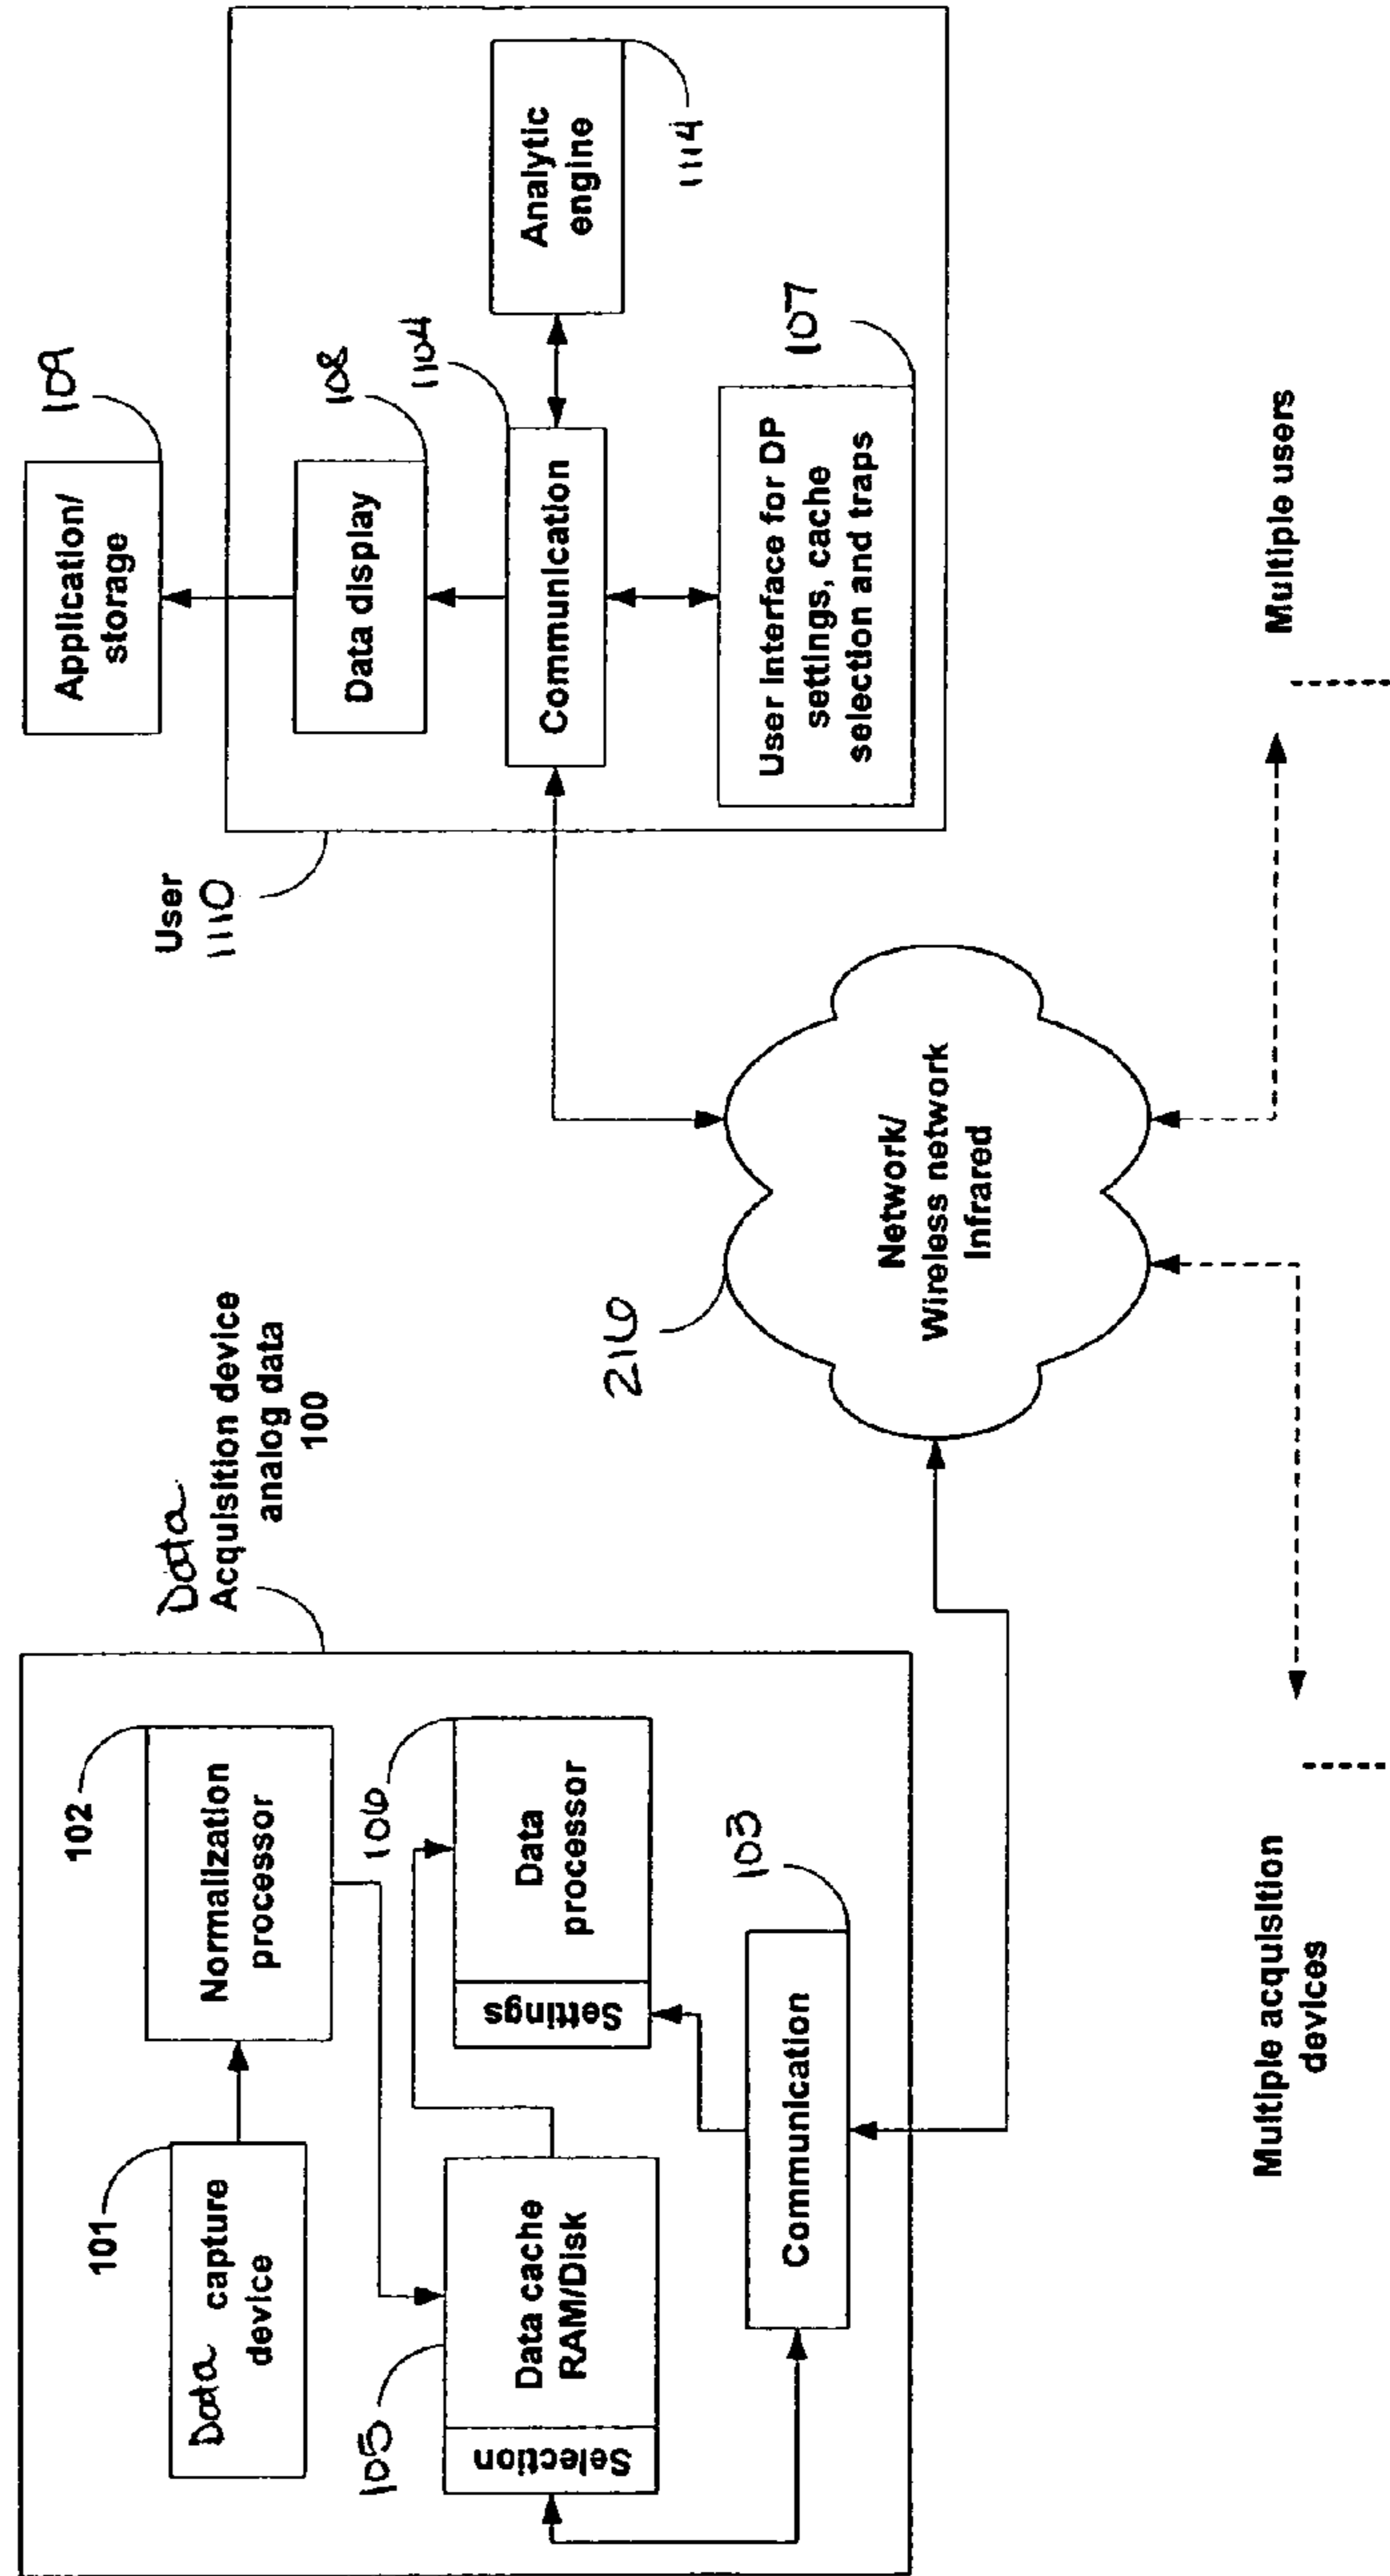 Data
Acquisition device
analog data
100
101
Data capture
device
102
Normalization
processor
105
Selection
Data cache
RAM/Disk
106
Settings
Data
processor
103
Communication
216
Network/
Wireless network
Infrared
User
1110
109
Application/
storage
108
Data display
1104
Communication
Analytic
engine
1114
107
User Interface for DP
settings, cache
selection and traps
Multiple acquisition
devices
Multiple users